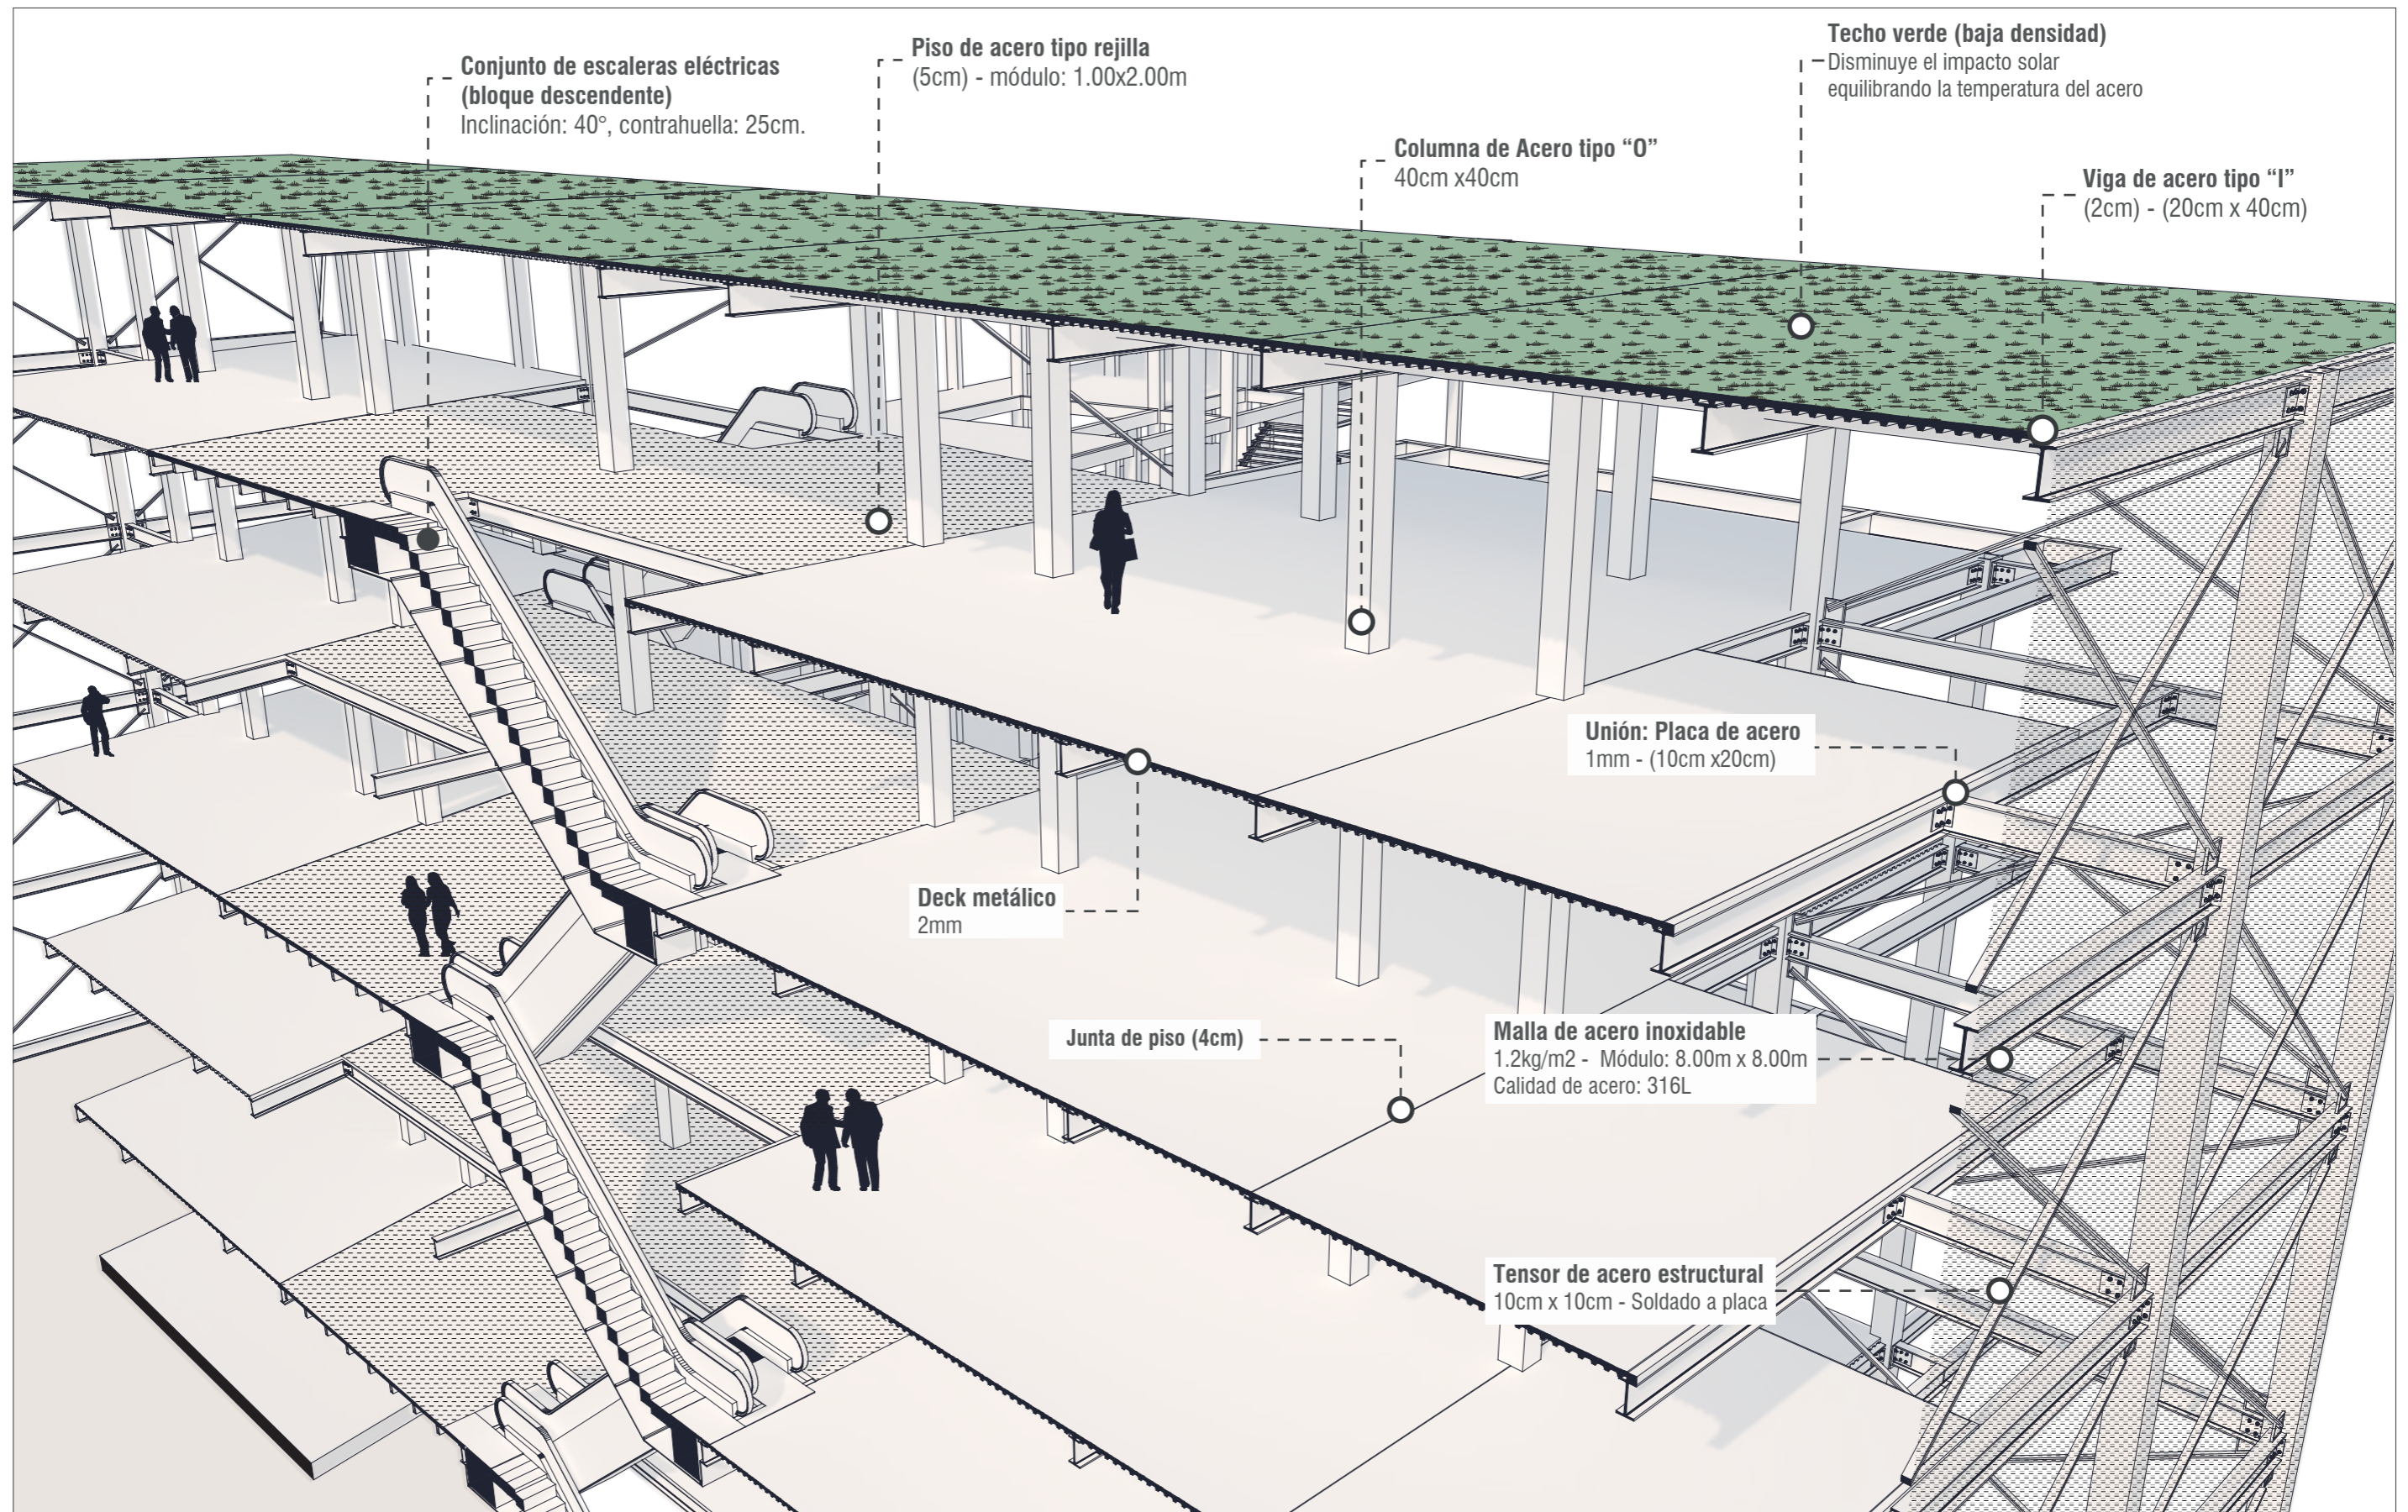 Conjunto de escaleras eléctricas
(bloque descendente)
Inclinación: 40°, contrahuella: 25cm.
Piso de acero tipo rejilla
(5cm) - módulo: 1.00x2.00m
Columna de Acero tipo “O”
40cm x40cm
Techo verde (baja densidad)
Disminuye el impacto solar
equilibrando la temperatura del acero
Viga de acero tipo “I”
(2cm) - (20cm x 40cm)
Unión: Placa de acero
1mm - (10cm x20cm)
Deck metálico
2mm
Junta de piso (4cm)
Malla de acero inoxidable
1.2kg/m2 - Módulo: 8.00m x 8.00m
Calidad de acero: 316L
Tensor de acero estructural
10cm x 10cm - Soldado a placa